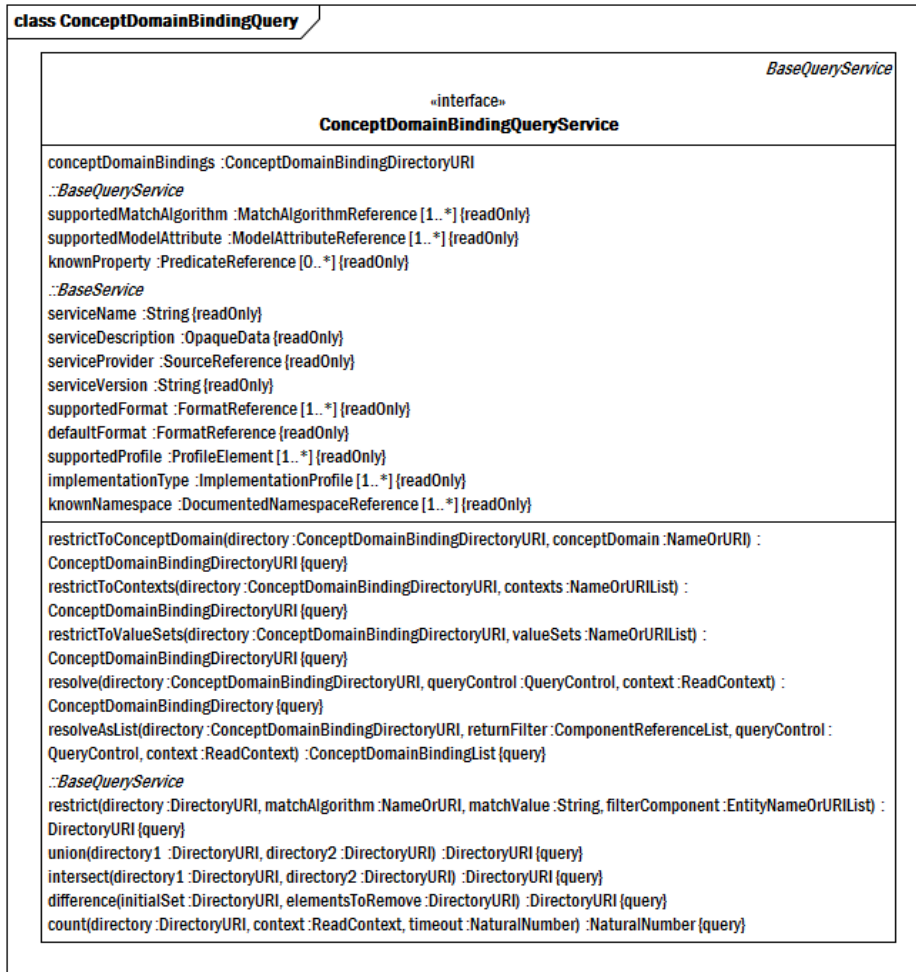 class ConceptDomainBindingQuery
BaseQueryService
«interface»
ConceptDomainBindingQueryService
conceptDomainBindings :ConceptDomainBindingDirectoryURI
::BaseQueryService
supportedMatchAlgorithm :MatchAlgorithmReference [1..*] {readOnly}
supportedModelAttribute :ModelAttributeReference [1..*] {readOnly}
knownProperty :PredicateReference [0..*] {readOnly}
::BaseService
serviceName :String {readOnly}
serviceDescription :OpaqueData {readOnly}
serviceProvider :SourceReference {readOnly}
serviceVersion :String {readOnly}
supportedFormat :FormatReference [1..*] {readOnly}
defaultFormat :FormatReference {readOnly}
supportedProfile :ProfileElement [1..*] {readOnly}
implementationType :ImplementationProfile [1..*] {readOnly}
knownNamespace :DocumentedNamespaceReference [1..*] {readOnly}
restrictToConceptDomain(directory :ConceptDomainBindingDirectoryURI, conceptDomain :NameOrURI) :
ConceptDomainBindingDirectoryURI {query}
restrictToContexts(directory :ConceptDomainBindingDirectoryURI, contexts :NameOrURIList) :
ConceptDomainBindingDirectoryURI {query}
restrictToValueSets(directory :ConceptDomainBindingDirectoryURI, valueSets :NameOrURIList) :
ConceptDomainBindingDirectoryURI {query}
resolve(directory :ConceptDomainBindingDirectoryURI, queryControl :QueryControl, context :ReadContext) :
ConceptDomainBindingDirectory {query}
resolveAsList(directory :ConceptDomainBindingDirectoryURI, returnFilter :ComponentReferenceList, queryControl :
QueryControl, context :ReadContext) :ConceptDomainBindingList {query}
::BaseQueryService
restrict(directory :DirectoryURI, matchAlgorithm :NameOrURI, matchValue :String, filterComponent :EntityNameOrURIList) :
DirectoryURI {query}
union(directory1 :DirectoryURI, directory2 :DirectoryURI) :DirectoryURI {query}
intersect(directory1 :DirectoryURI, directory2 :DirectoryURI) :DirectoryURI {query}
difference(initialSet :DirectoryURI, elementsToRemove :DirectoryURI) :DirectoryURI {query}
count(directory :DirectoryURI, context :ReadContext, timeout :NaturalNumber) :NaturalNumber {query}